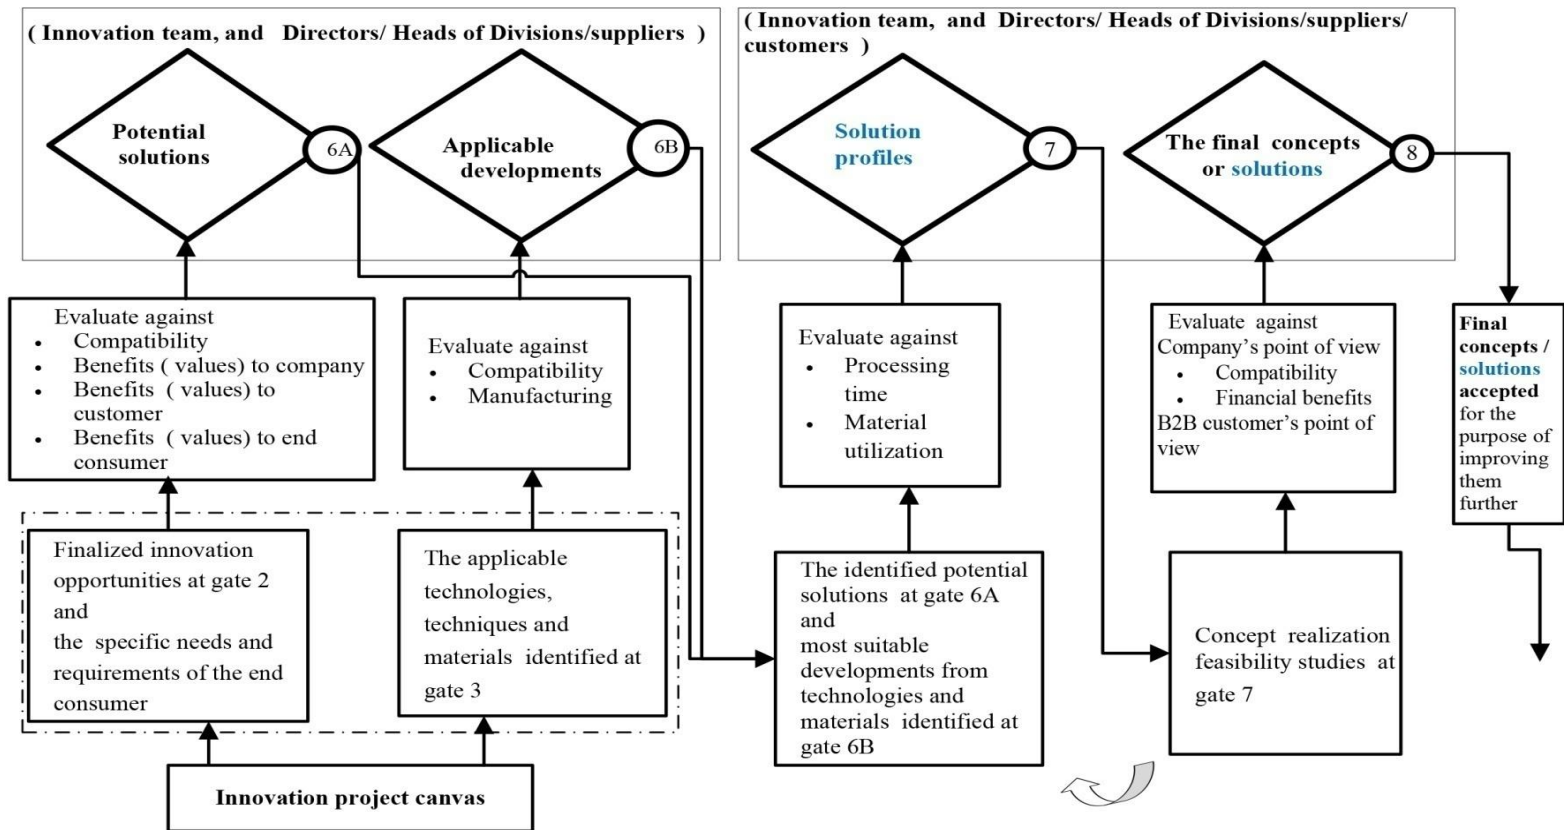 ( Innovation team, and Directors/ Heads of Divisions/suppliers )
( Innovation team, and Directors/ Heads of Divisions/suppliers/
customers )
Potential
solutions
6A
Applicable
developments
6B
Solution
profiles
7
The final concepts
or solutions
8
Evaluate against
• Compatibility
• Benefits ( values) to company
• Benefits ( values) to
customer
• Benefits ( values) to end
consumer
Evaluate against
• Compatibility
• Manufacturing
Evaluate against
• Processing
time
• Material
utilization
Evaluate against
Company's point of view
• Compatibility
• Financial benefits
B2B customer's point of
view
Final
concepts /
solutions
accepted
for the
purpose of
improving
them
further
Finalized innovation
opportunities at gate 2
and
the specific needs and
requirements of the end
consumer
The applicable
technologies,
techniques and
materials identified at
gate 3
The identified potential
solutions at gate 6A
and
most suitable
developments from
technologies and
materials identified at
gate 6B
Concept realization
feasibility studies at
gate 7
Innovation project canvas